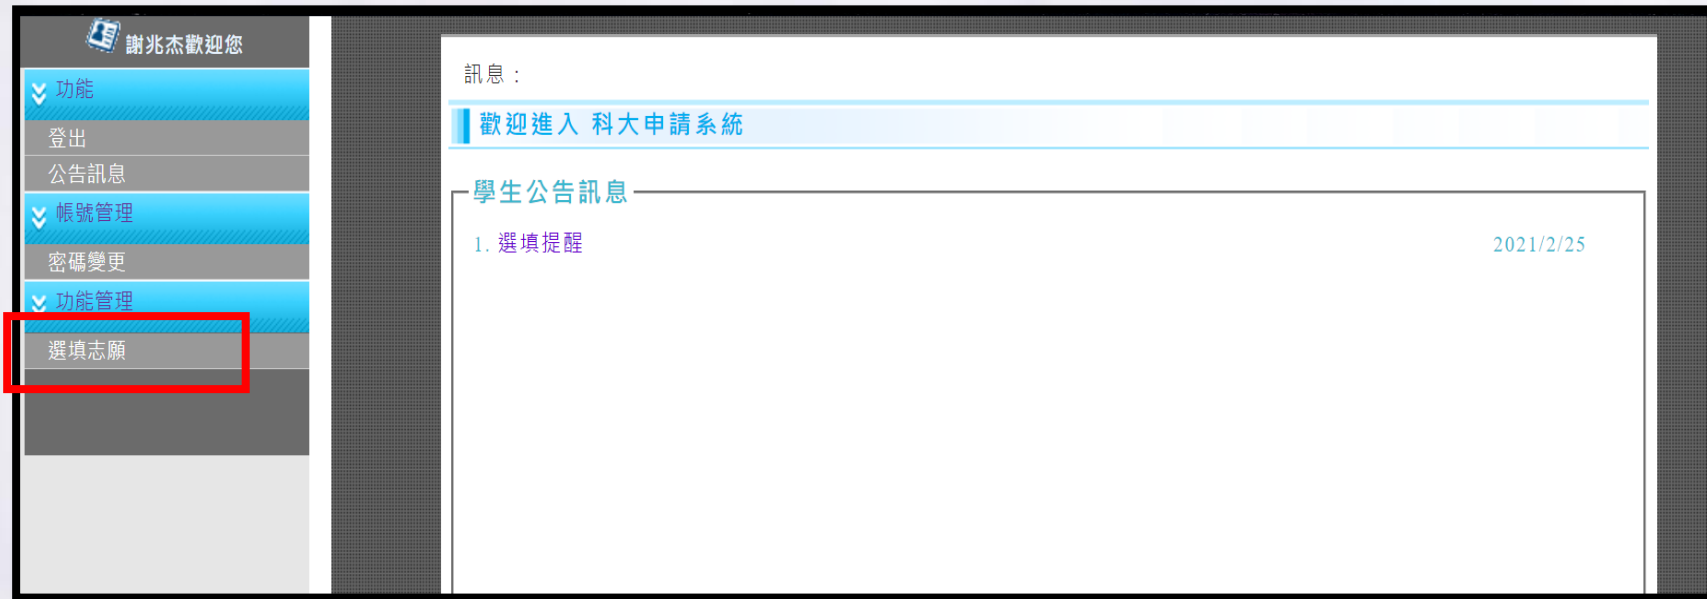 謝兆杰歡迎您
功能
登出
公告訊息
帳號管理
密碼變更
功能管理
選填志願
訊息：
歡迎進入 科大申請系統
學生公告訊息
1. 選填提醒 2021/2/25